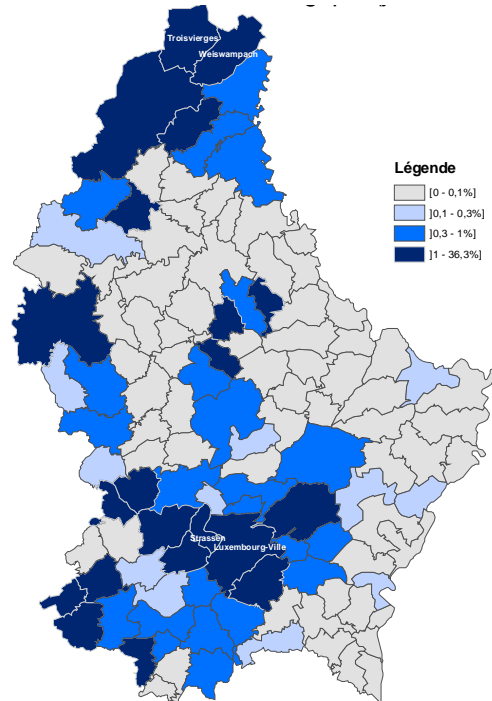 Troisvierges
Weiswampach
Légende
[0 - 0,1%]
]0,1 - 0,3%]
]0,3 - 1%]
]1 - 36,3%]
Strassen
Luxembourg-Ville